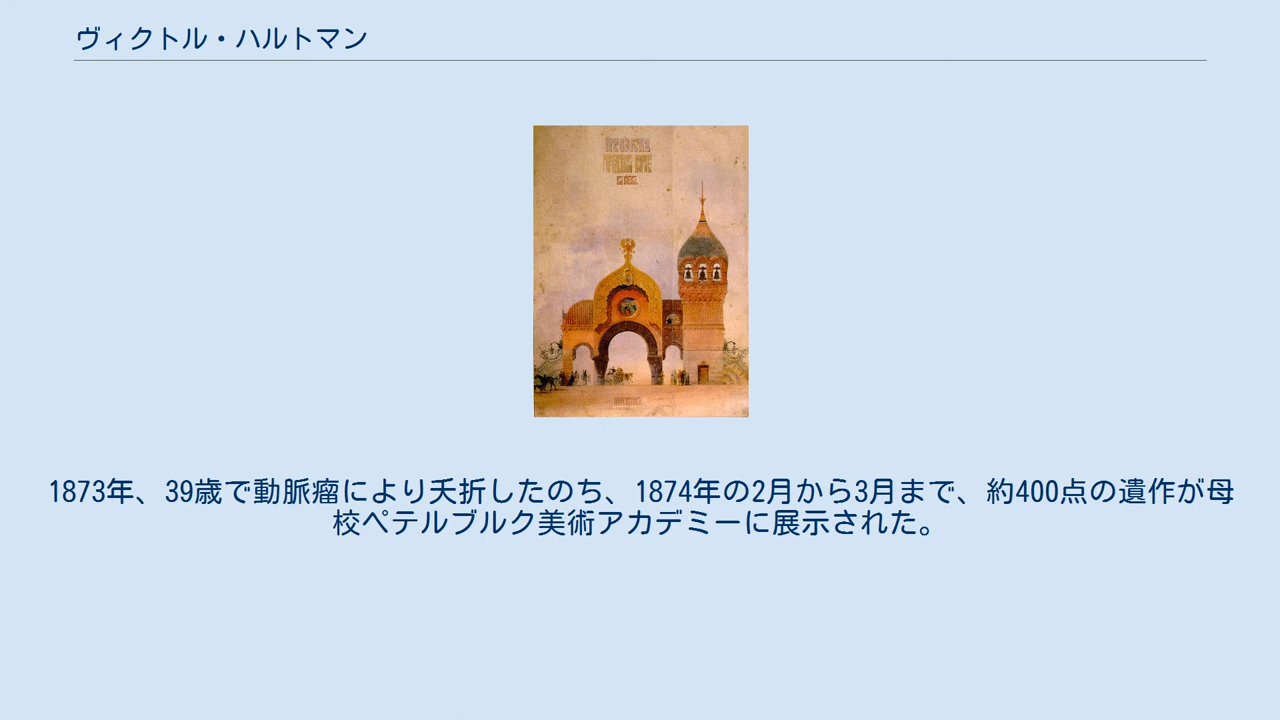 ヴィクトル・ハルトマン
1873年、39歳で動脈瘤により夭折したのち、1874年の2月から3月まで、約400点の遺作が母
校ペテルブルク美術アカデミーに展示された。